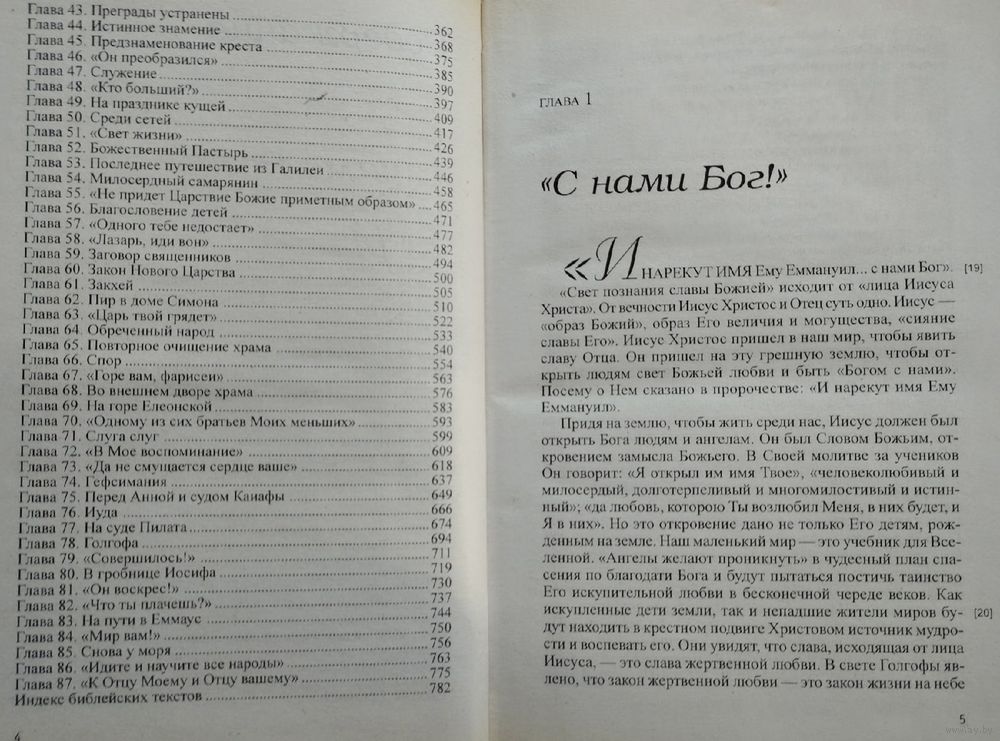 Глава 43. Преграды устранены ... 362
Глава 44. Истинное знамение ... 368
Глава 45. Предзнаменование креста ... 375
Глава 46. «Он преобразился» ... 385
Глава 47. Служение ... 390
Глава 48. «Кто больший?» ... 397
Глава 49. На празднике кущей ... 409
Глава 50. Среди сетей ... 417
Глава 51. «Свет жизни» ... 426
Глава 52. Божественный Пастырь ... 439
Глава 53. Последнее путешествие из Галилеи ... 446
Глава 54. Милосердный самарянин ... 458
Глава 55. «Не придет Царствие Божие приметным образом» ... 465
Глава 56. Благословение детей ... 471
Глава 57. «Одного тебе недостает» ... 477
Глава 58. «Лазарь, иди вон» ... 482
Глава 59. Заговор священников ... 494
Глава 60. Закон Нового Царства ... 500
Глава 61. Закхей ... 505
Глава 62. Пир в доме Симона ... 510
Глава 63. «Царь твой грядет» ... 522
Глава 64. Обреченный народ ... 533
Глава 65. Повторное очищение храма ... 540
Глава 66. Спор ... 554
Глава 67. «Горе вам, фарисеи» ... 563
Глава 68. Во внешнем дворе храма ... 576
Глава 69. На горе Елеонской ... 583
Глава 70. «Одному из сих братьев Моих меньших» ... 593
Глава 71. Слуга слуг ... 599
Глава 72. «В Мое воспоминание» ... 609
Глава 73. «Да не смущается сердце ваше» ... 618
Глава 74. Гефсимания ... 637
Глава 75. Перед Анной и судом Каиафы ... 649
Глава 76. Иуда ... 666
Глава 77. На суде Пилата ... 674
Глава 78. Голгофа ... 694
Глава 79. «Совершилось!» ... 711
Глава 80. В гробнице Иосифа ... 719
Глава 81. «Он воскрес!» ... 730
Глава 82. «Что ты плачешь?» ... 737
Глава 83. На пути в Еммаус ... 744
Глава 84. «Мир вам!» ... 750
Глава 85. Снова у моря ... 756
Глава 86. «Идите и научите все народы» ... 763
Глава 87. «К Отцу Моему и Отцу вашему» ... 775
Индекс библейских текстов ... 782
4
ГЛАВА 1
«С нами Бог!»
«И НАРЕКУТ ИМЯ Ему Еммануил... с нами Бог». [19]
«Свет познания славы Божией» исходит от «лица Иисуса
Христа». От вечности Иисус Христос и Отец суть одно. Иисус —
«образ Божий», образ Его величия и могущества, «сияние
славы Его». Иисус Христос пришел в наш мир, чтобы явить
славу Отца. Он пришел на эту грешную землю, чтобы от-
крыть людям свет Божьей любви и быть «Богом с нами».
Посему о Нем сказано в пророчестве: «И нарекут имя Ему
Еммануил».
Придя на землю, чтобы жить среди нас, Иисус должен был
открыть Бога людям и ангелам. Он был Словом Божьим, от-
кровением замысла Божьего. В Своей молитве за учеников
Он говорит: «Я открыл им имя Твое», «человеколюбивый и
милосердый, долготерпеливый и многомилостивый и истин-
ный»; «да любовь, которою Ты возлюбил Меня, в них будет, и
Я в них». Но это откровение дано не только Его детям, рож-
денным на земле. Наш маленький мир — это учебник для Все-
ленной. «Ангелы желают проникнуть» в чудесный план спа-
сения по благодати Бога и будут пытаться постичь таинство
Его искупительной любви в бесконечной череде веков. Как
искупленные дети земли, так и непадшие жители миров бу- [20]
дут находить в крестном подвиге Христовом источник мудро-
сти и воспевать его. Они увидят, что слава, исходящая от лица
Иисуса, — это слава жертвенной любви. В свете Голгофы яв-
лено, что закон жертвенной любви — это закон жизни на небе
5
www.ay.by